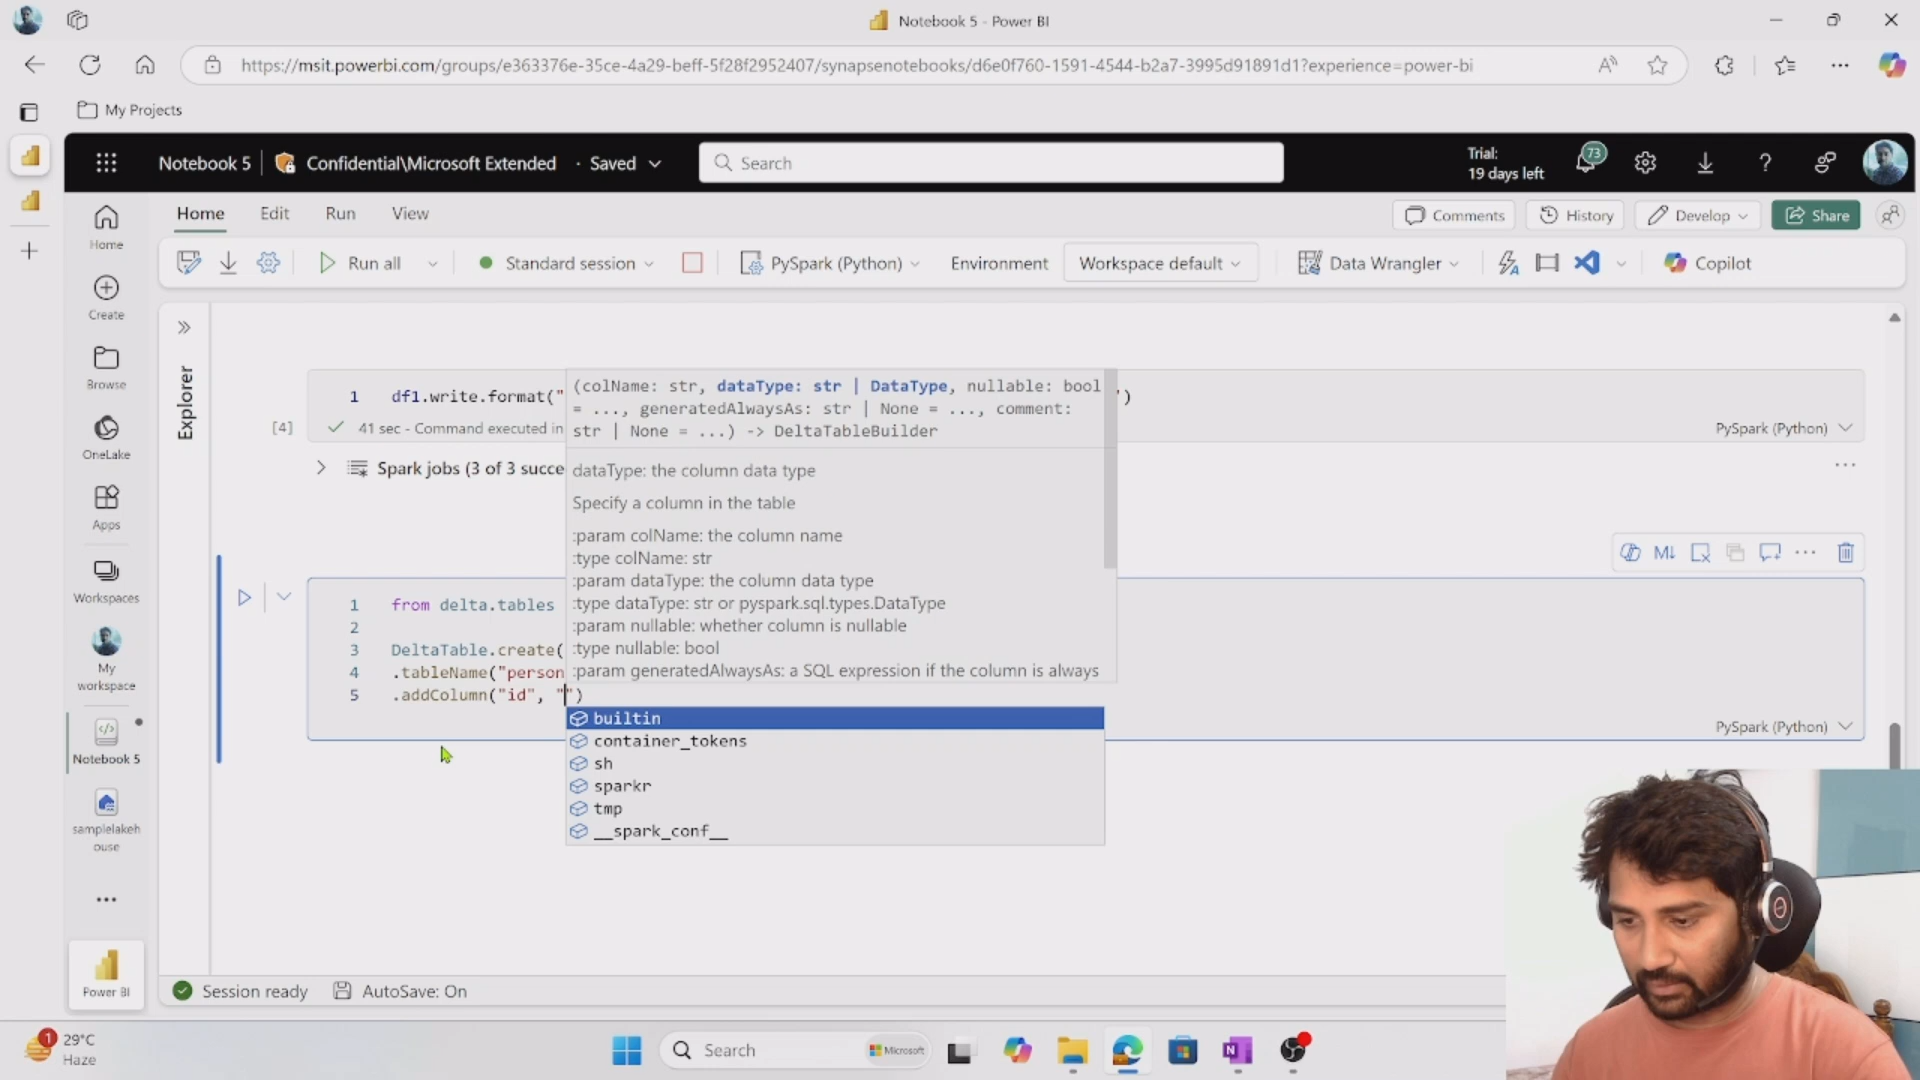 Notebook 5 - Power BI
https://msit.powerbi.com/groups/e363376e-35ce-4a29-beff-5f28f2952407/synapsenotebooks/d6e0f760-1591-4544-b2a7-3995d91891d1?experience=power-bi
My Projects
Notebook 5
Confidential\Microsoft Extended · Saved
Search
Trial:
19 days left
73
Home Edit Run View
Comments History Develop Share
Run all Standard session PySpark (Python) Environment Workspace default Data Wrangler Copilot
Home
Create
Browse
OneLake
Apps
Workspaces
My
workspace
Notebook 5
samplelakeh
ouse
Power BI
Explorer
1 df1.write.format(" ')
[4] 41 sec - Command executed in
PySpark (Python)
Spark jobs (3 of 3 succe
(colName: str, dataType: str | DataType, nullable: bool
= ..., generatedAlwaysAs: str | None = ..., comment:
str | None = ...) -> DeltaTableBuilder
dataType: the column data type
Specify a column in the table
:param colName: the column name
:type colName: str
:param dataType: the column data type
:type dataType: str or pyspark.sql.types.DataType
:param nullable: whether column is nullable
:type nullable: bool
:param generatedAlwaysAs: a SQL expression if the column is always
M↓
1 from delta.tables
2
3 DeltaTable.create(
4 .tableName("person
5 .addColumn("id", "")
builtin
container_tokens
sh
sparkr
tmp
__spark_conf__
PySpark (Python)
Session ready AutoSave: On
1
29°C
Haze
Search
Microsoft